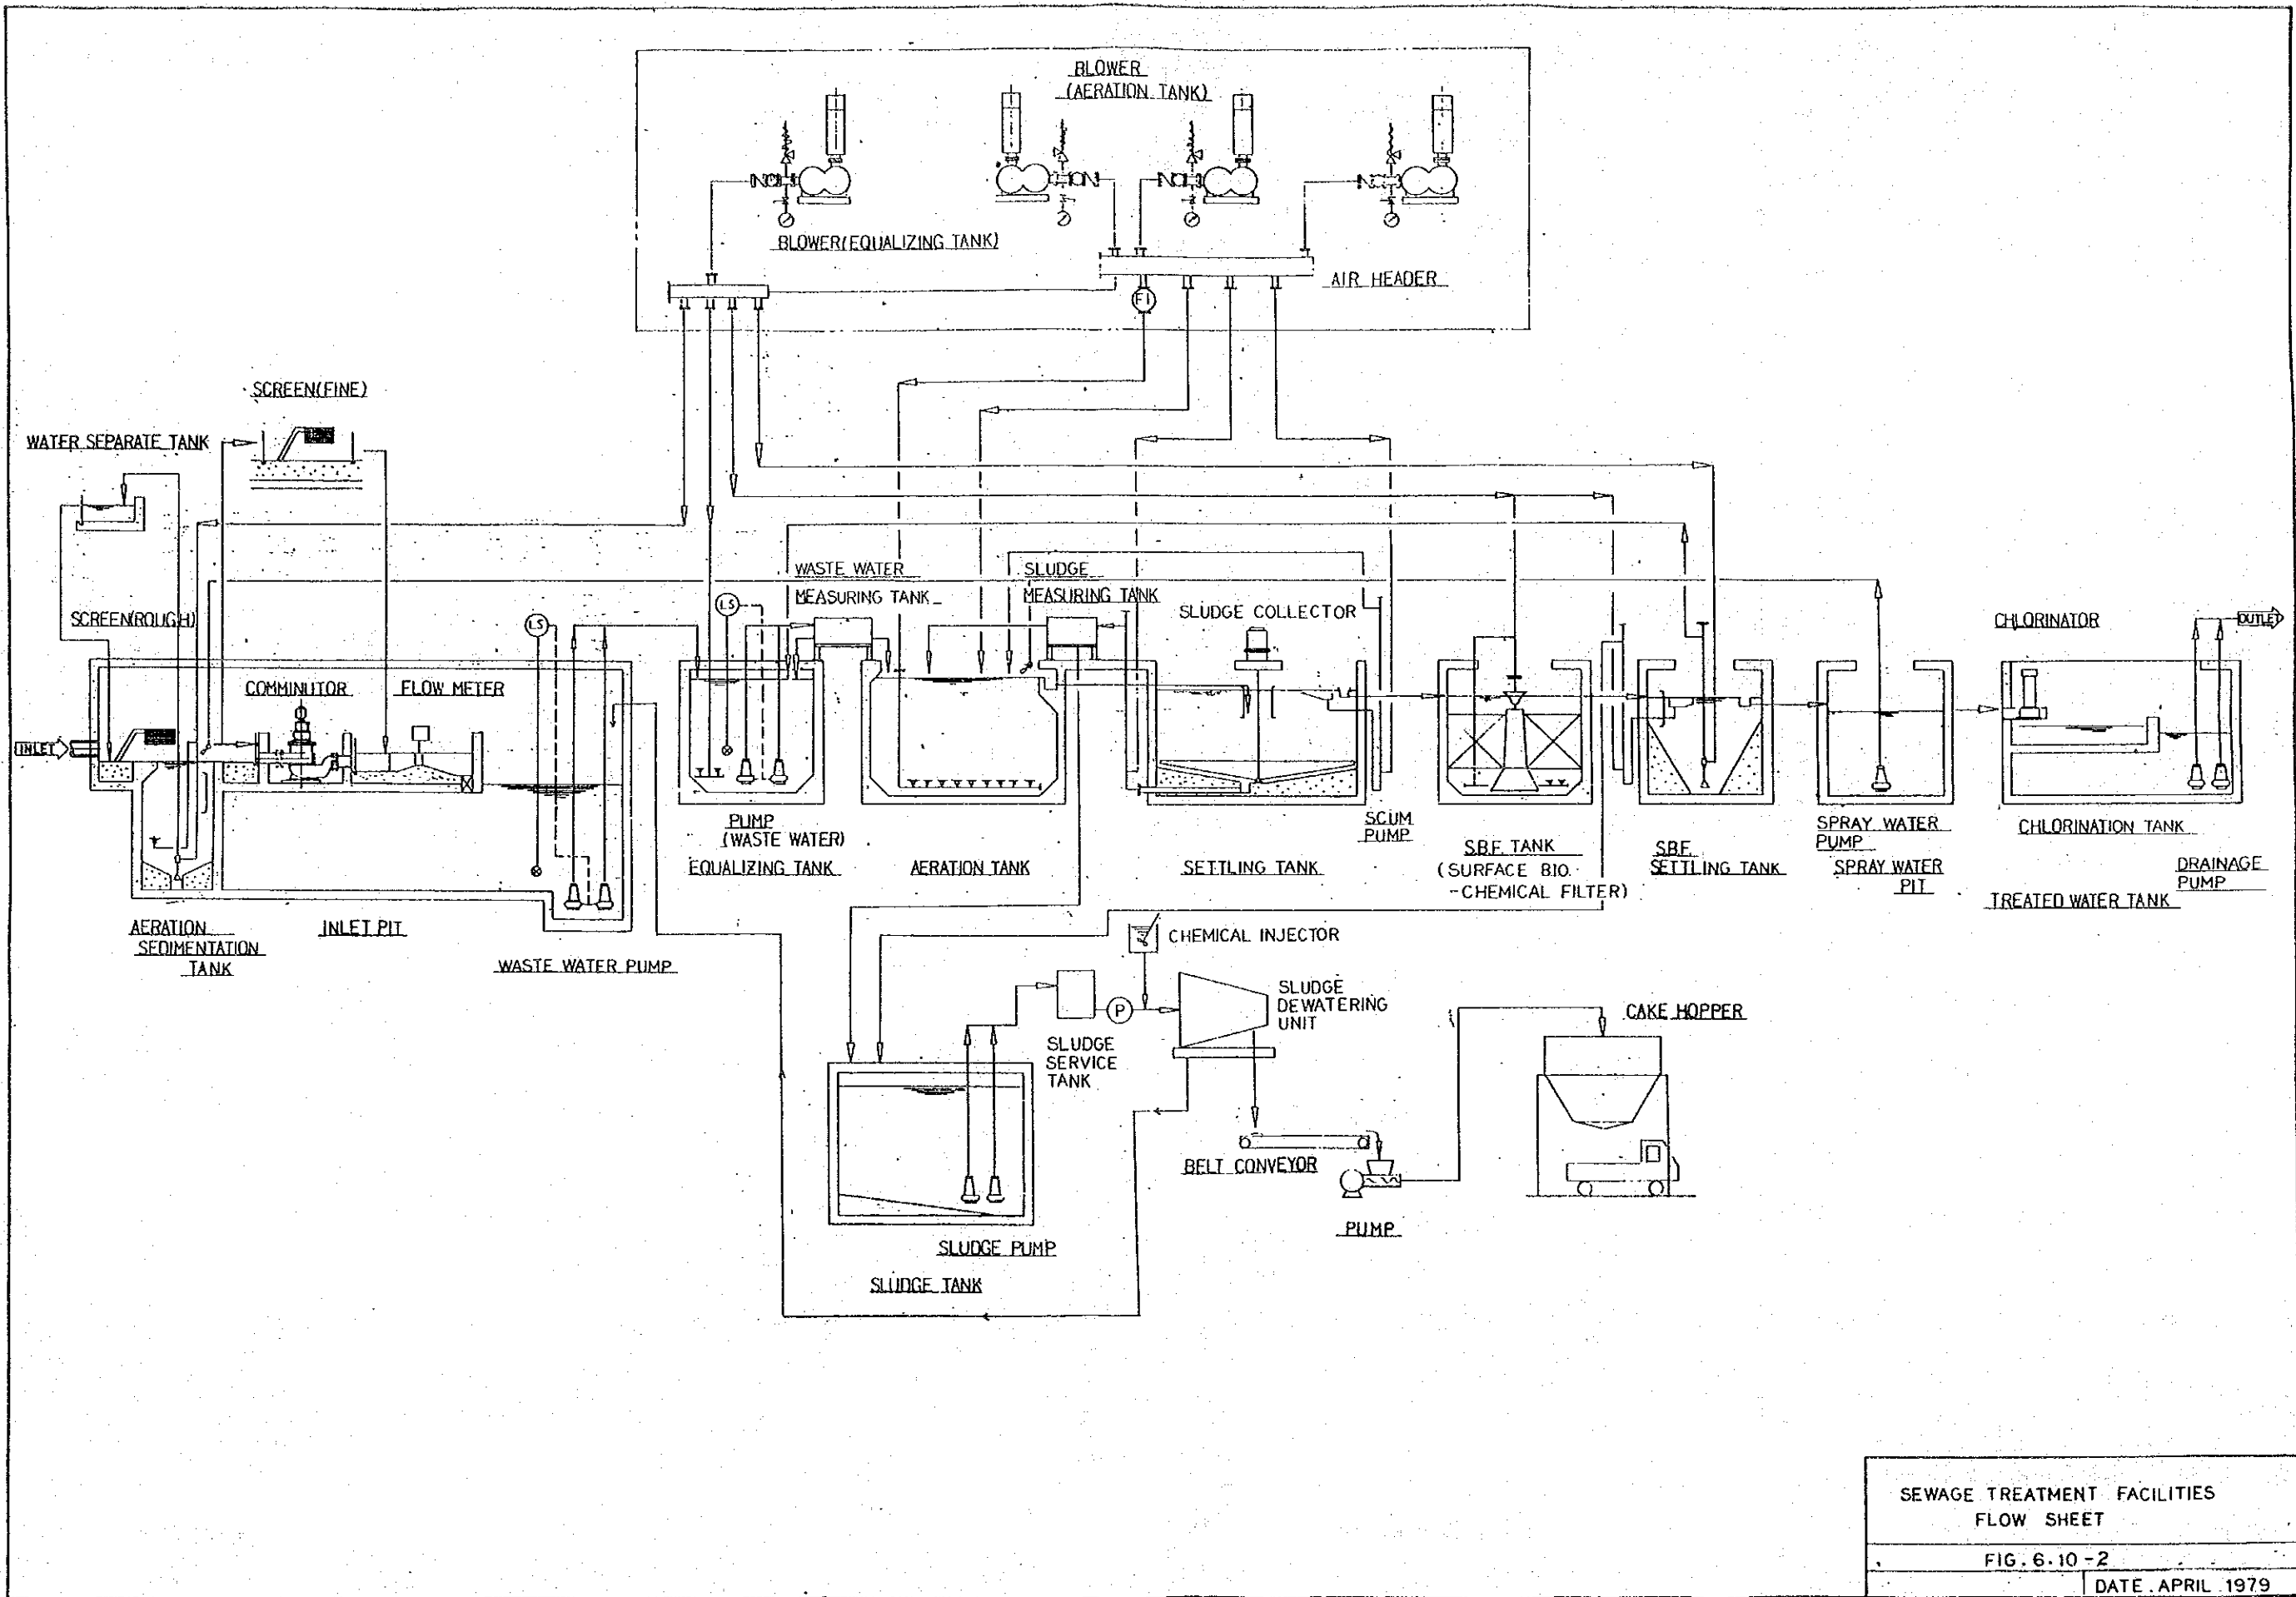 BLOWER
(AERATION TANK)
BLOWER(EQUALIZING TANK)
AIR HEADER
FI
SCREEN(FINE)
WATER SEPARATE TANK
SCREEN(ROUGH)
WASTE WATER
MEASURING TANK
SLUDGE
MEASURING TANK
SLUDGE COLLECTOR
LS
LS
CHLORINATOR
OUTLET
COMMINUTOR
FLOW METER
INLET
PUMP
(WASTE WATER)
EQUALIZING TANK
AERATION TANK
SETTLING TANK
SCUM
PUMP
S.B.F. TANK
(SURFACE BIO.
-CHEMICAL FILTER)
S.B.F.
SETTLING TANK
SPRAY WATER
PUMP
SPRAY WATER
PIT
CHLORINATION TANK
DRAINAGE
PUMP
TREATED WATER TANK
AERATION
SEDIMENTATION
TANK
INLET PIT
WASTE WATER PUMP
CHEMICAL INJECTOR
P
SLUDGE
SERVICE
TANK
SLUDGE
DEWATERING
UNIT
CAKE HOPPER
BELT CONVEYOR
PUMP
SLUDGE PUMP
SLUDGE TANK
SEWAGE TREATMENT FACILITIES
FLOW SHEET
FIG. 6.10-2
DATE. APRIL 1979